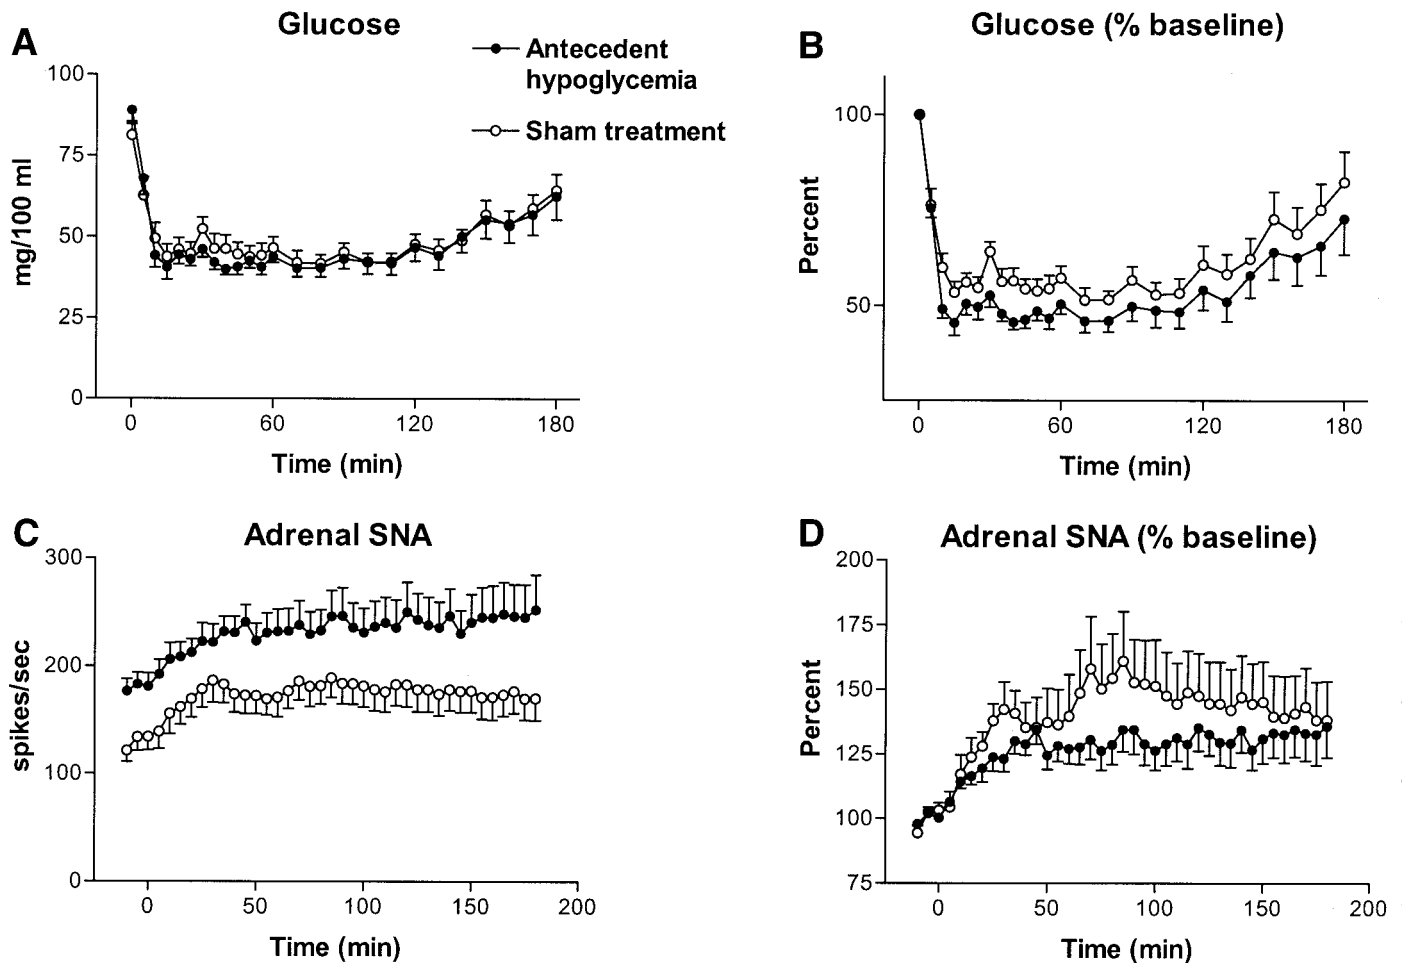 A
Glucose
Antecedent
hypoglycemia
Sham treatment
100
75
50
25
0
mg/100 ml
0
60
120
180
Time (min)
B
Glucose (% baseline)
100
50
Percent
0
60
120
180
Time (min)
C
Adrenal SNA
300
200
100
0
spikes/sec
0
50
100
150
200
Time (min)
D
Adrenal SNA (% baseline)
200
175
150
125
100
75
Percent
0
50
100
150
200
Time (min)